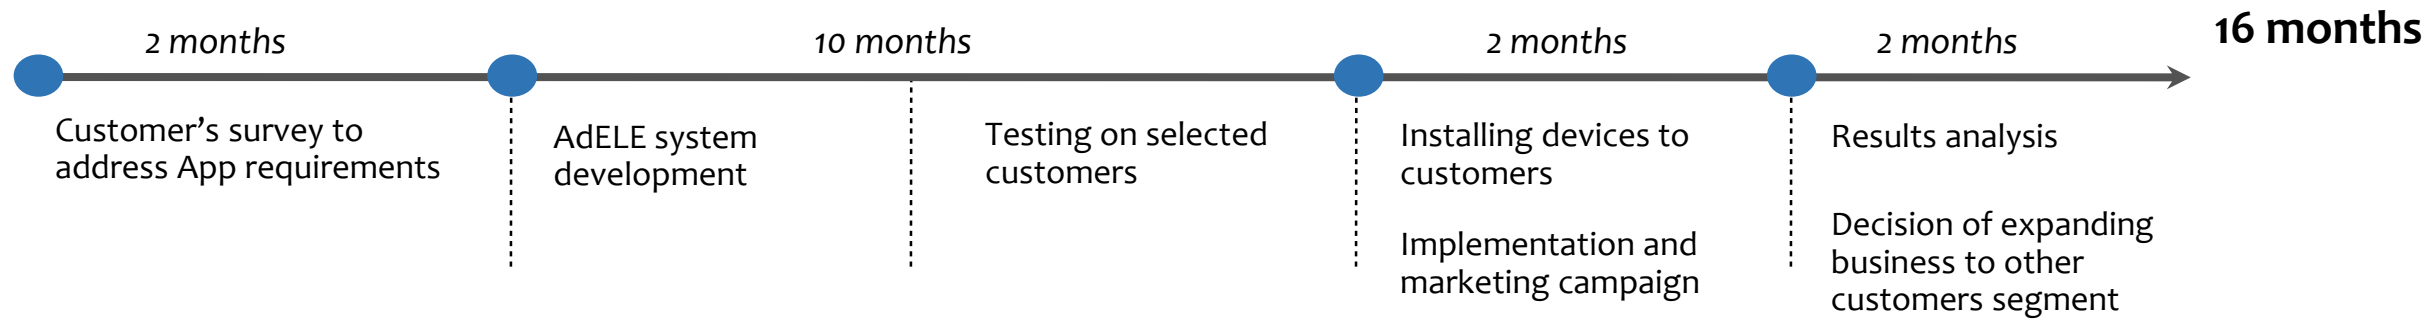 2 months
10 months
2 months
2 months
16 months
Customer’s survey to
address App requirements
AdELE system
development
Testing on selected
customers
Installing devices to
customers
Implementation and
marketing campaign
Results analysis
Decision of expanding
business to other
customers segment